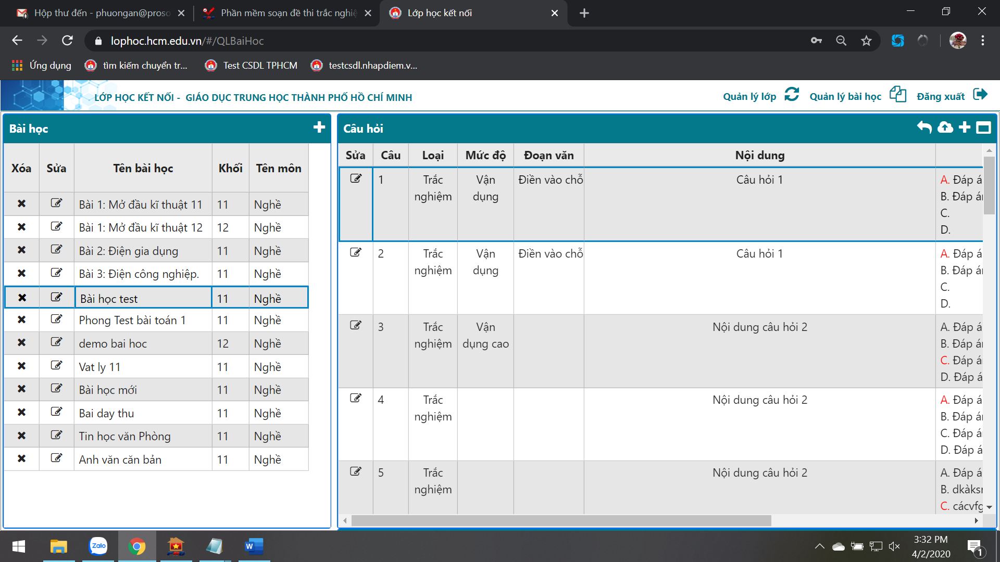 Hộp thư đến - phuongan@proso
Phần mềm soạn đề thi trắc nghiệ
Lớp học kết nối
lophoc.hcm.edu.vn/#/QLBaiHoc
Ứng dụng
tìm kiếm chuyển tr...
Test CSDL TPHCM
testcsdl.nhapdiem.v...
LỚP HỌC KẾT NỐI - GIÁO DỤC TRUNG HỌC THÀNH PHỐ HỒ CHÍ MINH
Quản lý lớp
Quản lý bài học
Đăng xuất
Bài học
Xóa Sửa Tên bài học Khối Tên môn
Bài 1: Mở đầu kĩ thuật 11 11 Nghề
Bài 1: Mở đầu kĩ thuật 12 12 Nghề
Bài 2: Điện gia dụng 11 Nghề
Bài 3: Điện công nghiệp. 11 Nghề
Bài học test 11 Nghề
Phong Test bài toán 1 11 Nghề
demo bai hoc 12 Nghề
Vat ly 11 11 Nghề
Bài học mới 11 Nghề
Bai day thu 11 Nghề
Tin học văn Phòng 11 Nghề
Anh văn căn bản 11 Nghề
Câu hỏi
Sửa Câu Loại Mức độ Đoạn văn Nội dung
1 Trắc Vận Điền vào chỗ Câu hỏi 1 A. Đáp á
nghiệm dụng B. Đáp án
C.
D.
2 Trắc Vận Điền vào chỗ Câu hỏi 1 A. Đáp á
nghiệm dụng B. Đáp án
C.
D.
3 Trắc Vận Nội dung câu hỏi 2 A. Đáp á
nghiệm dụng cao B. Đáp án
C. Đáp á
D. Đáp á
4 Trắc Nội dung câu hỏi 2 A. Đáp á
nghiệm B. Đáp án
C. Đáp á
D. Đáp á
5 Trắc Nội dung câu hỏi 2 A. Đáp á
nghiệm B. dkàksr
C. cácvfg
Zalo
3:32 PM
4/2/2020
1